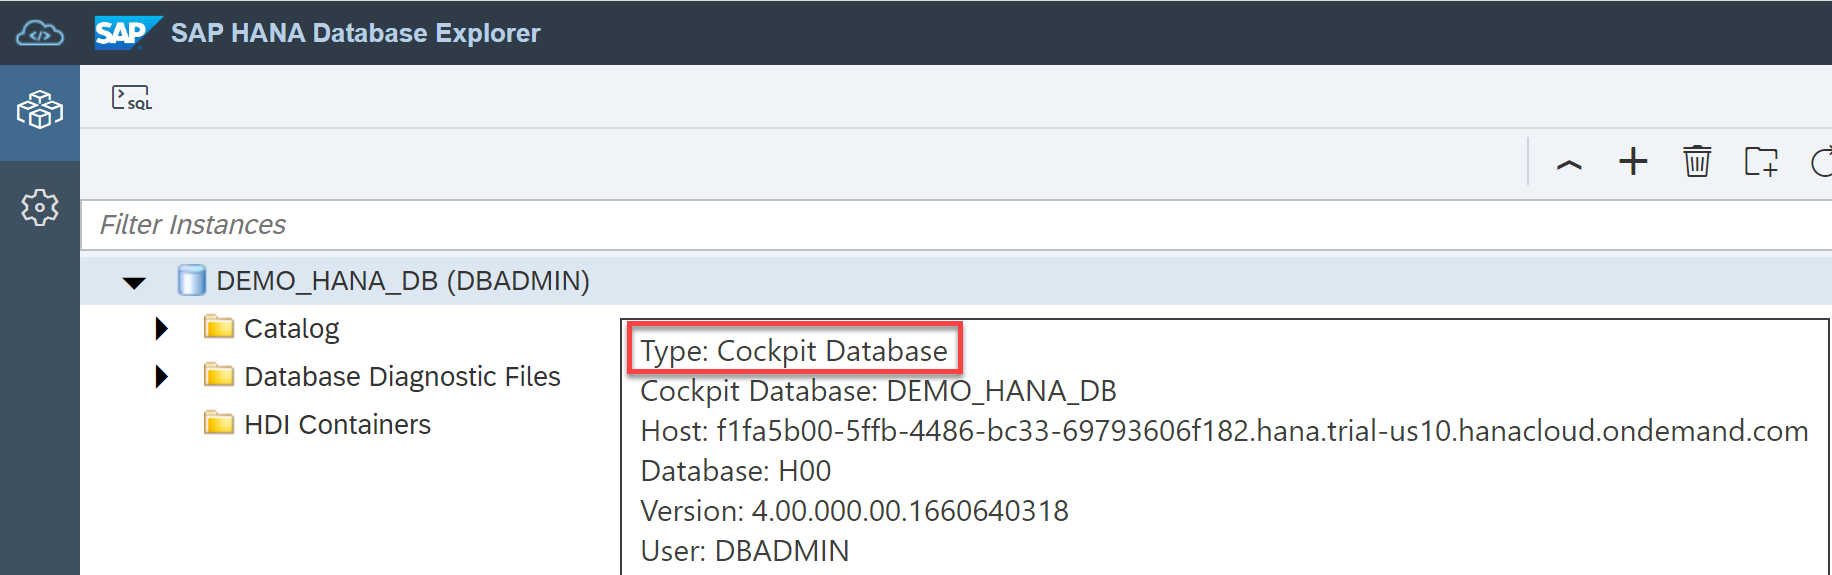 SAP SAP HANA Database Explorer
SQL
Filter Instances
DEMO_HANA_DB (DBADMIN)
Catalog
Database Diagnostic Files
HDI Containers
Type: Cockpit Database
Cockpit Database: DEMO_HANA_DB
Host: f1fa5b00-5ffb-4486-bc33-69793606f182.hana.trial-us10.hanacloud.ondemand.com
Database: H00
Version: 4.00.000.00.1660640318
User: DBADMIN